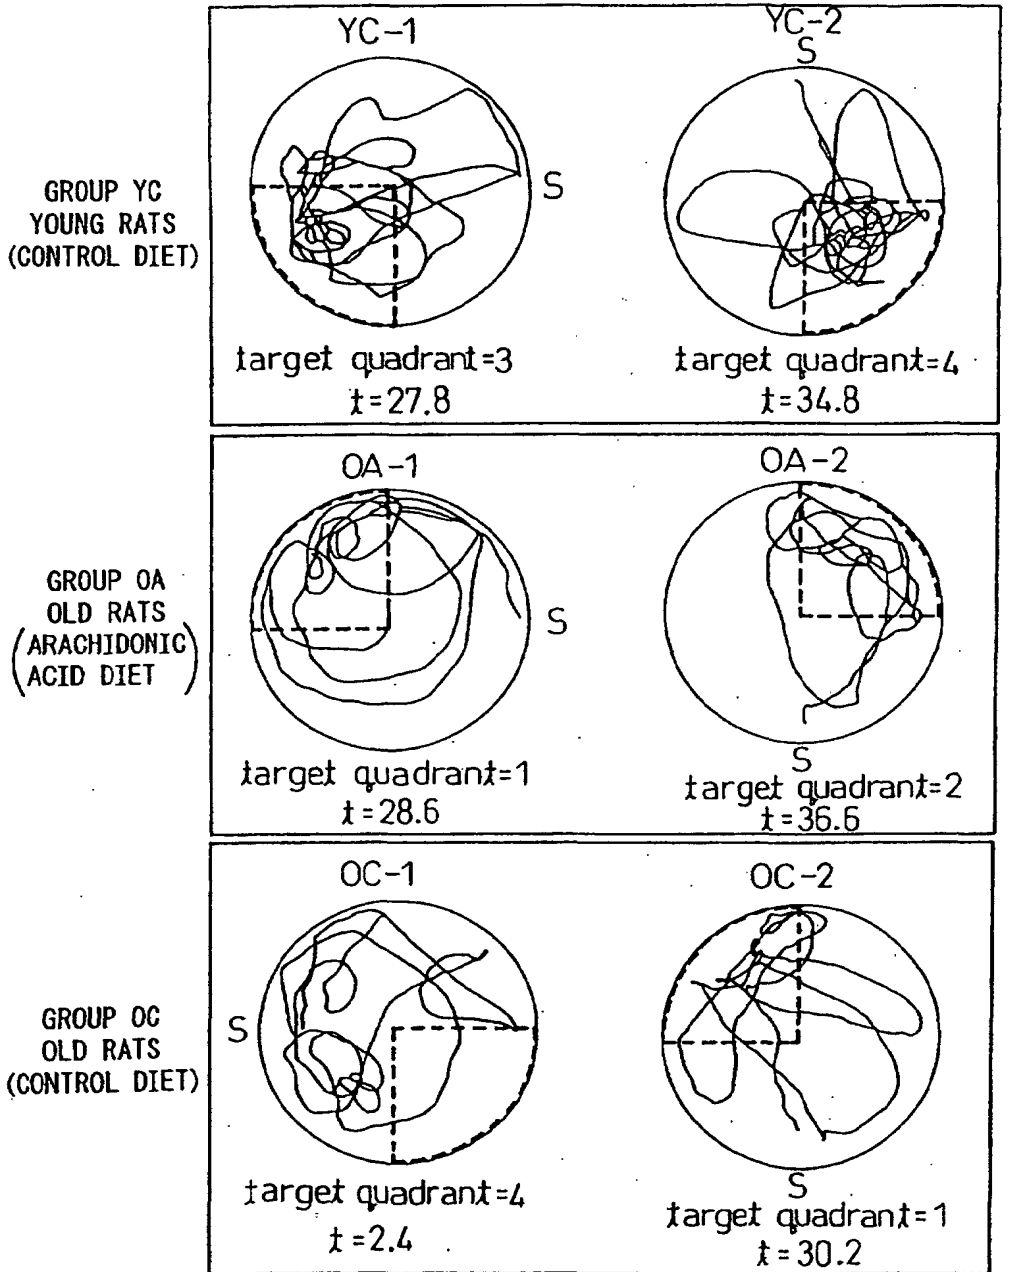 YC-1
YC-2
S
S
GROUP YC
YOUNG RATS
(CONTROL DIET)
target quadrant=3
t=27.8
target quadrant=4
t=34.8
OA-1
OA-2
GROUP OA
OLD RATS
(ARACHIDONIC
ACID DIET)
S
S
target quadrant=1
t=28.6
target quadrant=2
t=36.6
OC-1
OC-2
GROUP OC
OLD RATS
(CONTROL DIET)
S
S
target quadrant=4
t=2.4
target quadrant=1
t=30.2